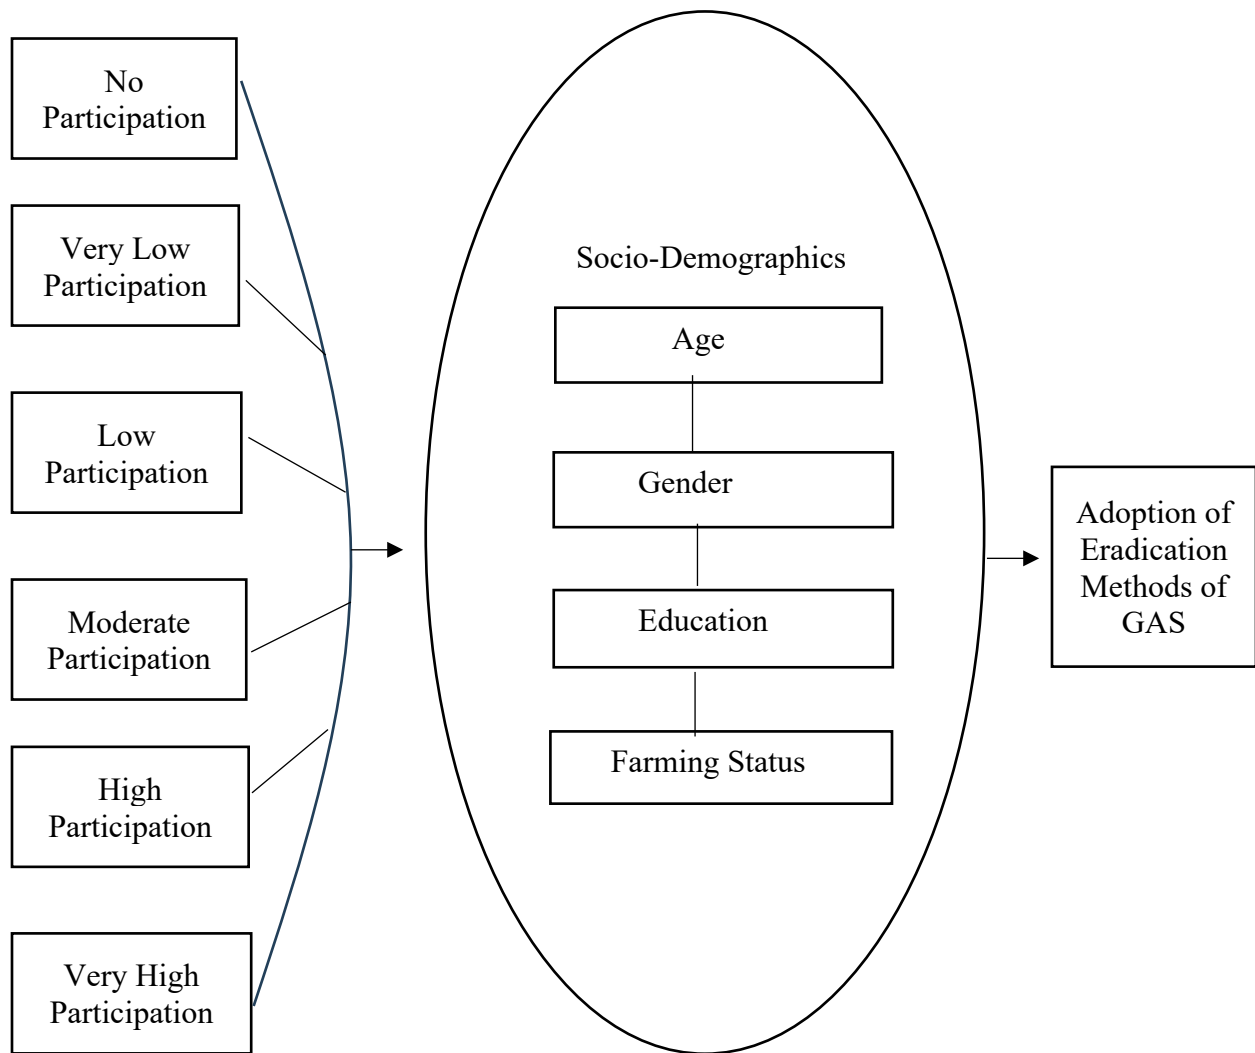 No
Participation
Very Low
Participation
Low
Participation
Moderate
Participation
High
Participation
Very High
Participation
Socio-Demographics
Age
Gender
Education
Farming Status
Adoption of
Eradication
Methods of
GAS